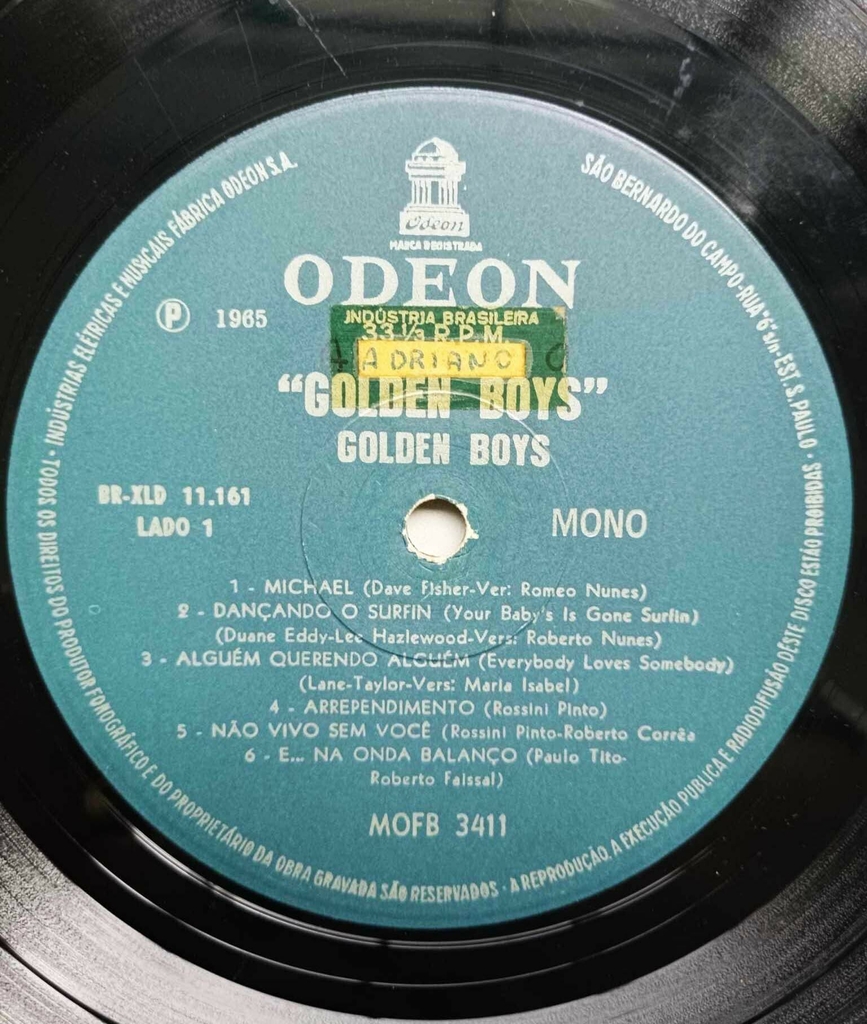 INDÚSTRIAS ELÉTRICAS E MUSICAIS FÁBRICA ODEON S.A.
SÃO BERNARDO DO CAMPO-RUA "6" s/n-EST. S. PAULO
Odeon
MARCA REGISTRADA
ODEON
INDÚSTRIA BRASILEIRA
33⅓ R.P.M.
ADRIANO
℗ 1965
"GOLDEN BOYS"
GOLDEN BOYS
BR-XLD 11.161
LADO 1
MONO
1 - MICHAEL (Dave Fisher-Ver: Romeo Nunes)
2 - DANÇANDO O SURFIN (Your Baby's Is Gone Surfin)
(Duane Eddy-Lee Hazlewood-Vers: Roberto Nunes)
3 - ALGUÉM QUERENDO ALGUÉM (Everybody Loves Somebody)
(Lane-Taylor-Vers: Maria Isabel)
4 - ARREPENDIMENTO (Rossini Pinto)
5 - NÃO VIVO SEM VOCÊ (Rossini Pinto-Roberto Corrêa
6 - E... NA ONDA BALANÇO (Paulo Tito-
Roberto Faissal)
MOFB 3411
TODOS OS DIREITOS DO PRODUTOR FONOGRÁFICO E DO PROPRIETÁRIO DA OBRA GRAVADA SÃO RESERVADOS · A REPRODUÇÃO, A EXECUÇÃO PUBLICA E RADIODIFUSÃO DÊSTE DISCO ESTÃO PROIBIDAS